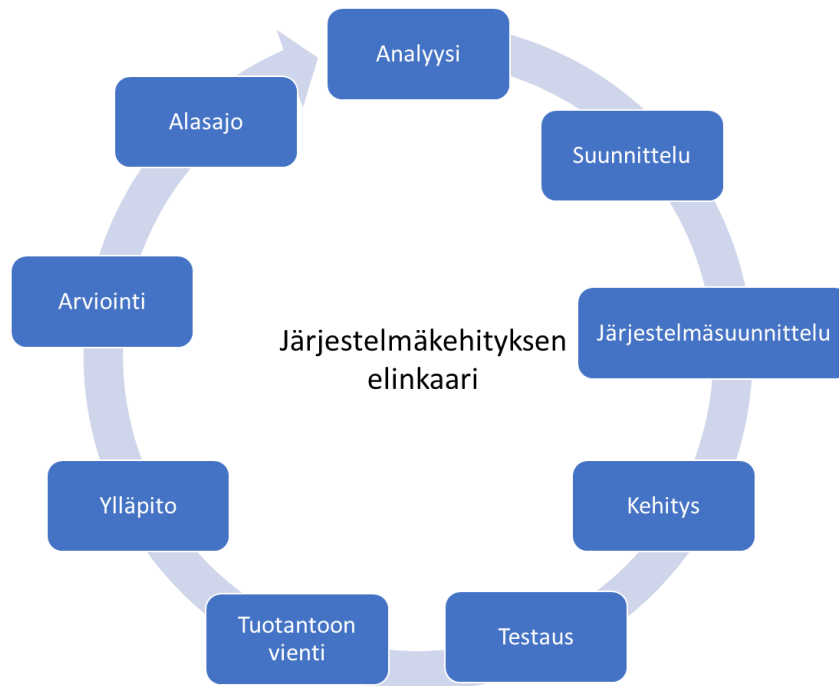 Analyysi
Suunnittelu
Järjestelmäsuunnittelu
Kehitys
Testaus
Tuotantoon
vienti
Ylläpito
Arviointi
Alasajo
Järjestelmäkehityksen
elinkaari